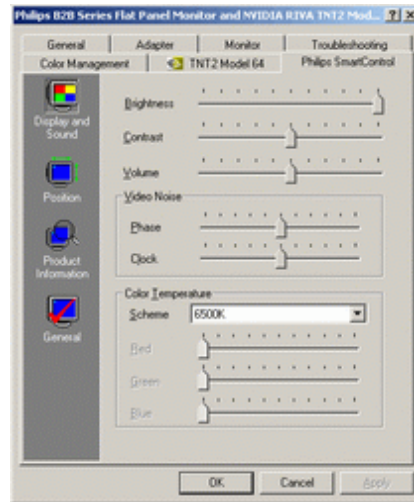 Philips B2B Series Flat Panel Monitor and NVIDIA RIVA TNT2 Mod...
General Adapter Monitor Troubleshooting
Color Management TNT2 Model 64 Philips SmartControl
Display and
Sound
Position
Product
Information
General
Brightness
Contrast
Volume
Video Noise
Phase
Clock
Color Temperature
Scheme 6500K
Red
Green
Blue
OK Cancel Apply